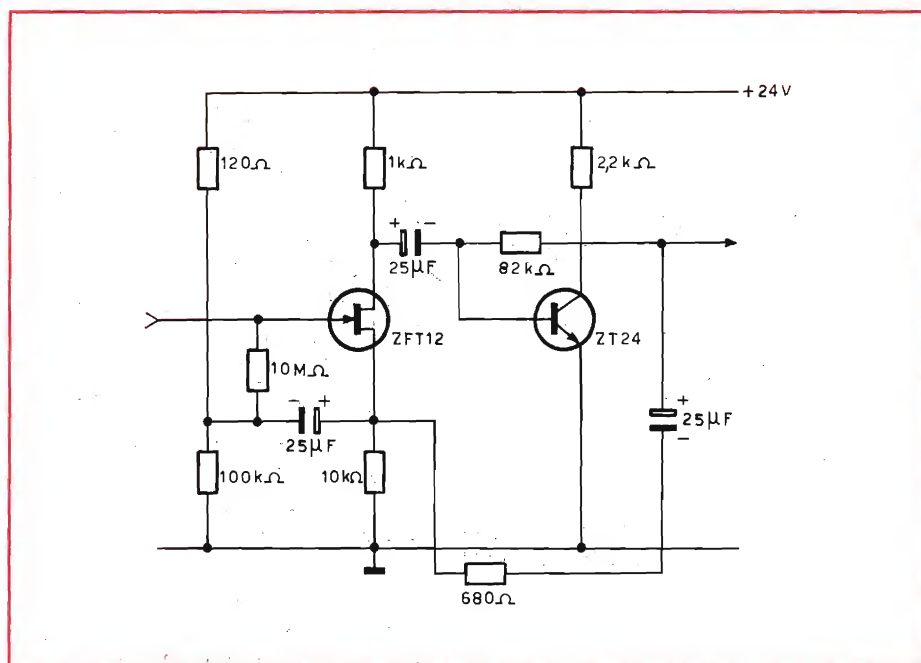 +24V
120Ω
1kΩ
2,2kΩ
+ -
25µF
82kΩ
ZFT12
ZT24
10MΩ
- +
25µF
+
25µF
-
100kΩ
10kΩ
680Ω